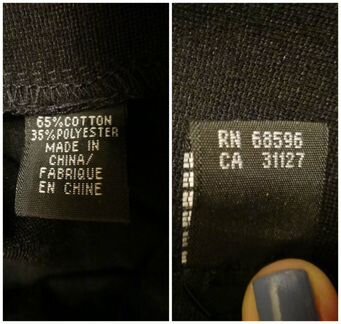 65%COTTON
35%POLYESTER
MADE IN
CHINA/
FABRIQUE
EN CHINE
RN 68596
CA 31127